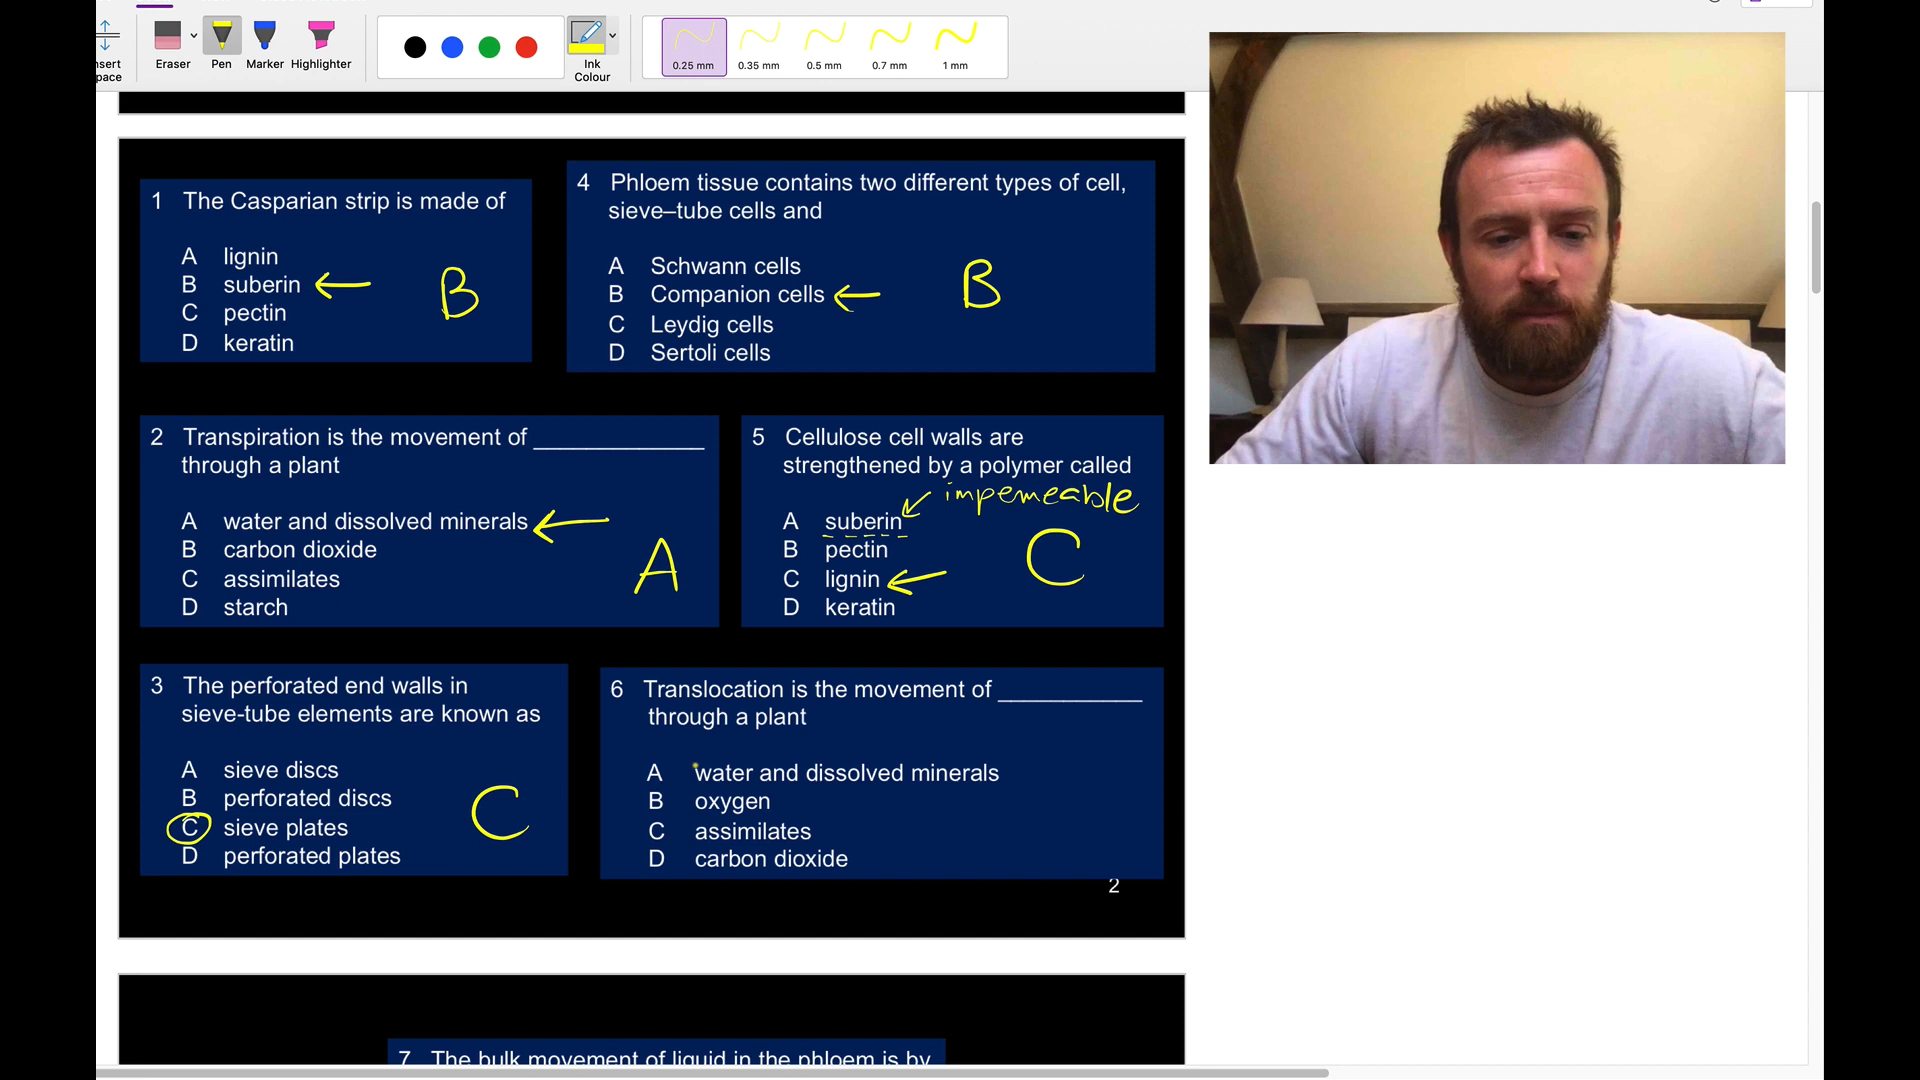 nsert
pace
Eraser
Pen
Marker
Highlighter
Ink
Colour
0.25 mm
0.35 mm
0.5 mm
0.7 mm
1 mm
1 The Casparian strip is made of
A lignin
B suberin ←
C pectin
D keratin
B
4 Phloem tissue contains two different types of cell,
sieve–tube cells and
A Schwann cells
B Companion cells ←
C Leydig cells
D Sertoli cells
B
2 Transpiration is the movement of _____________
through a plant
A water and dissolved minerals ←
B carbon dioxide
C assimilates
D starch
A
5 Cellulose cell walls are
strengthened by a polymer called
impemeable
A suberin
B pectin
C lignin ←
D keratin
C
3 The perforated end walls in
sieve-tube elements are known as
A sieve discs
B perforated discs
C sieve plates
D perforated plates
C
6 Translocation is the movement of ___________
through a plant
A water and dissolved minerals
B oxygen
C assimilates
D carbon dioxide
2
7 The bulk movement of liquid in the phloem is by